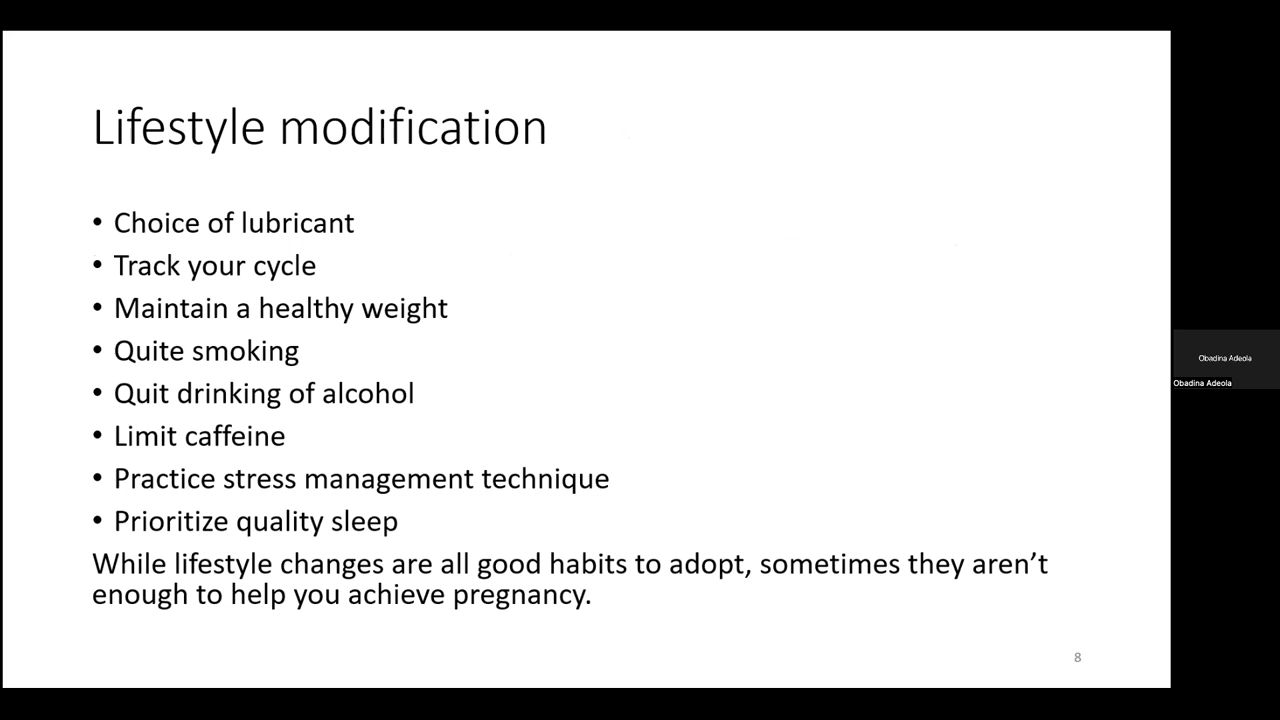 Lifestyle modification
• Choice of lubricant
• Track your cycle
• Maintain a healthy weight
• Quite smoking
• Quit drinking of alcohol
• Limit caffeine
• Practice stress management technique
• Prioritize quality sleep
While lifestyle changes are all good habits to adopt, sometimes they aren’t
enough to help you achieve pregnancy.
8
Obadina Adeola
Obadina Adeola